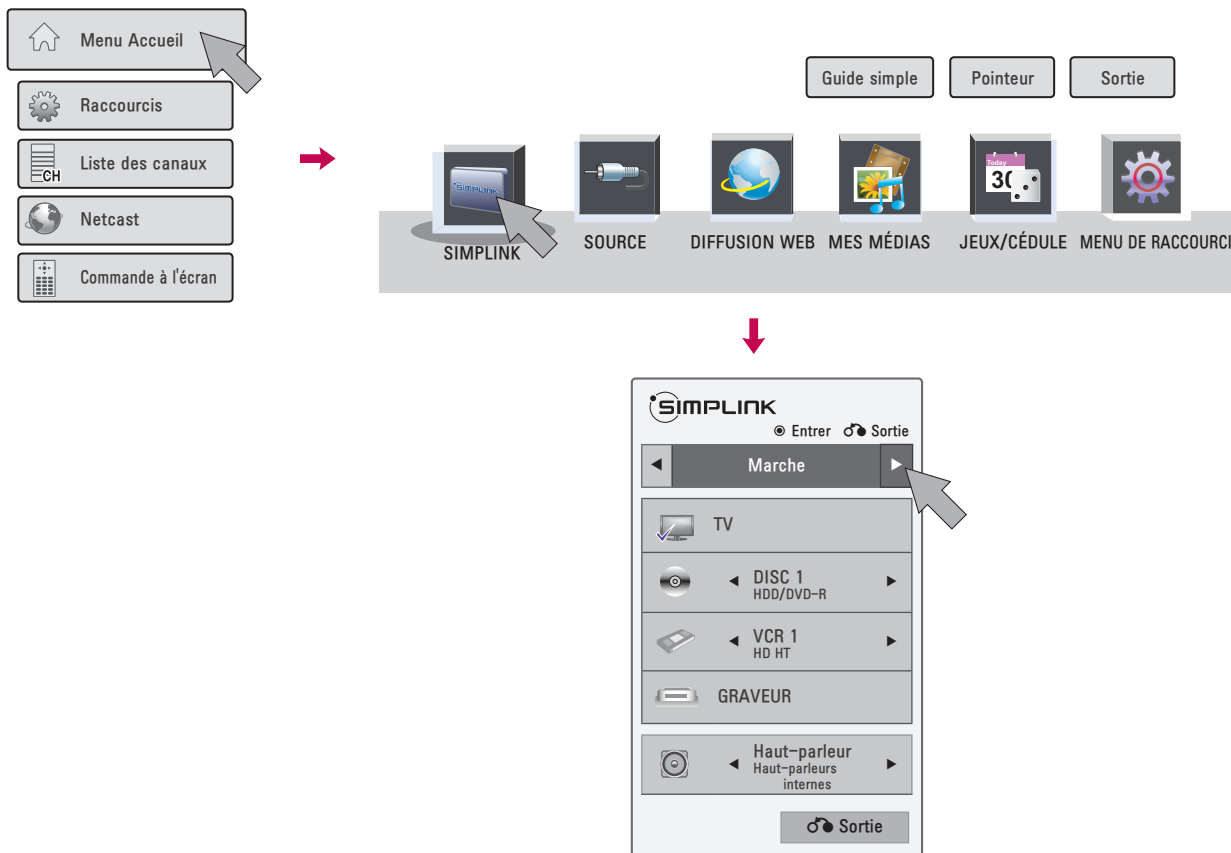 Menu Accueil
Raccourcis
CH
Liste des canaux
Netcast
Commande à l'écran
Guide simple
Pointeur
Sortie
SIMPLINK
Today
30
SIMPLINK
SOURCE
DIFFUSION WEB
MES MÉDIAS
JEUX/CÉDULE
MENU DE RACCOURCI
SIMPLINK
Entrer
Sortie
Marche
TV
DISC 1
HDD/DVD-R
VCR 1
HD HT
GRAVEUR
Haut-parleur
Haut-parleurs
internes
Sortie